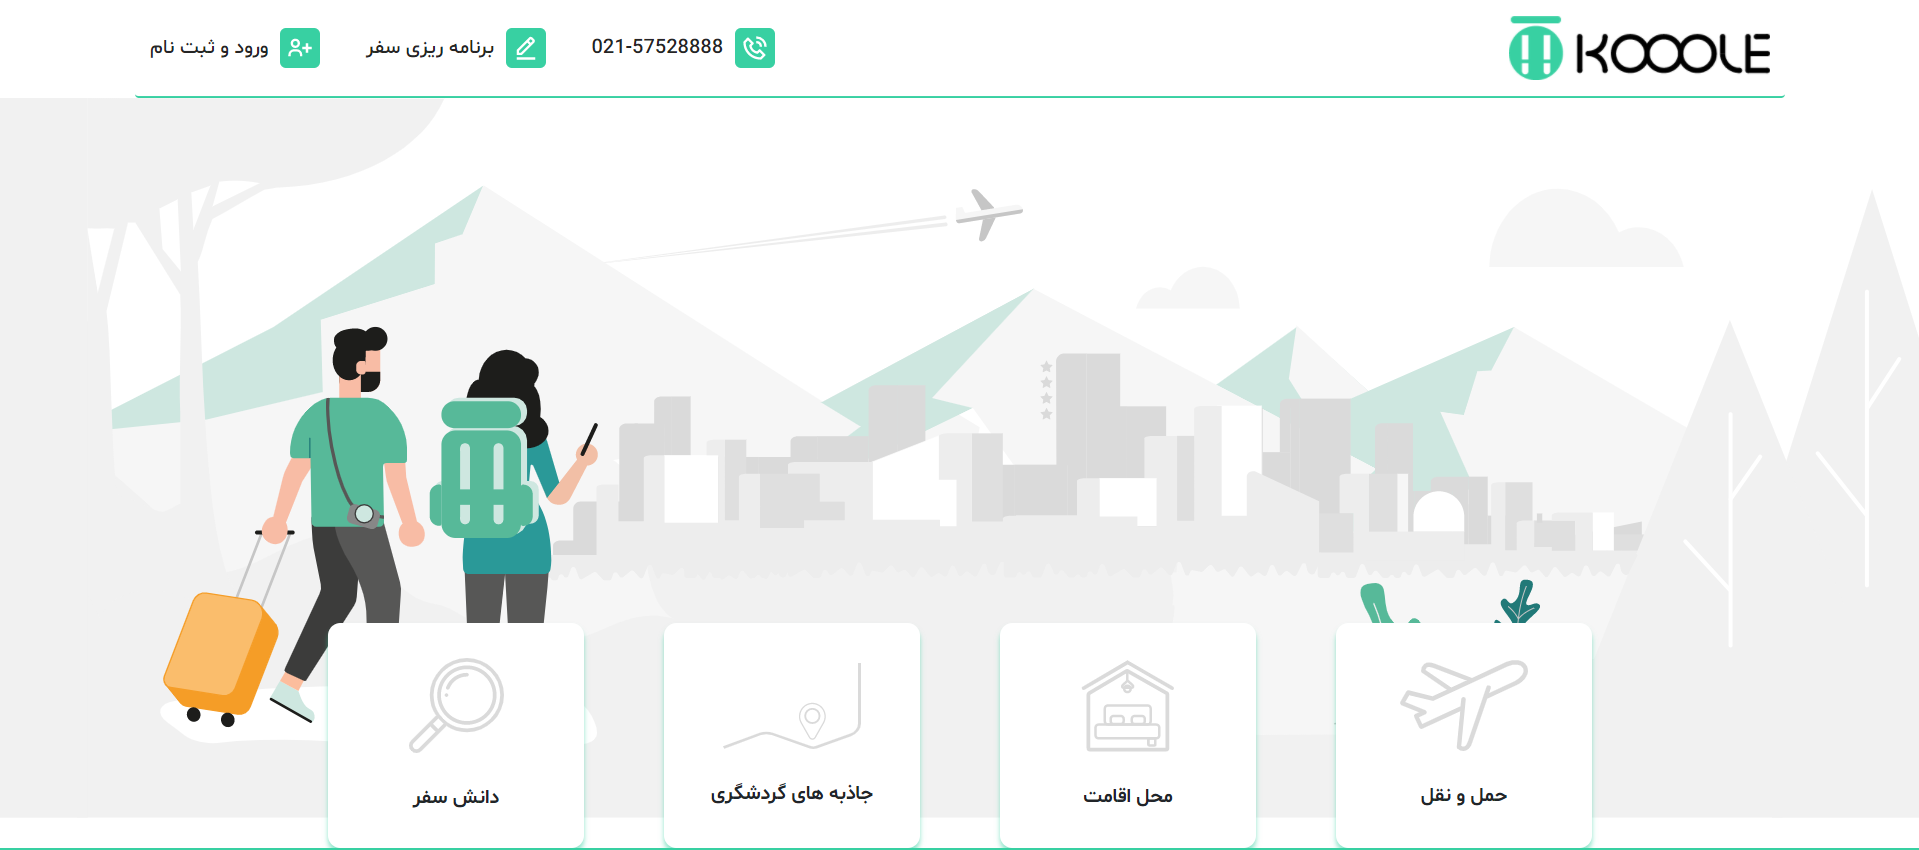 KOOOLE
021-57528888
برنامه ریزی سفر
ورود و ثبت نام
حمل و نقل
محل اقامت
جاذبه های گردشگری
دانش سفر